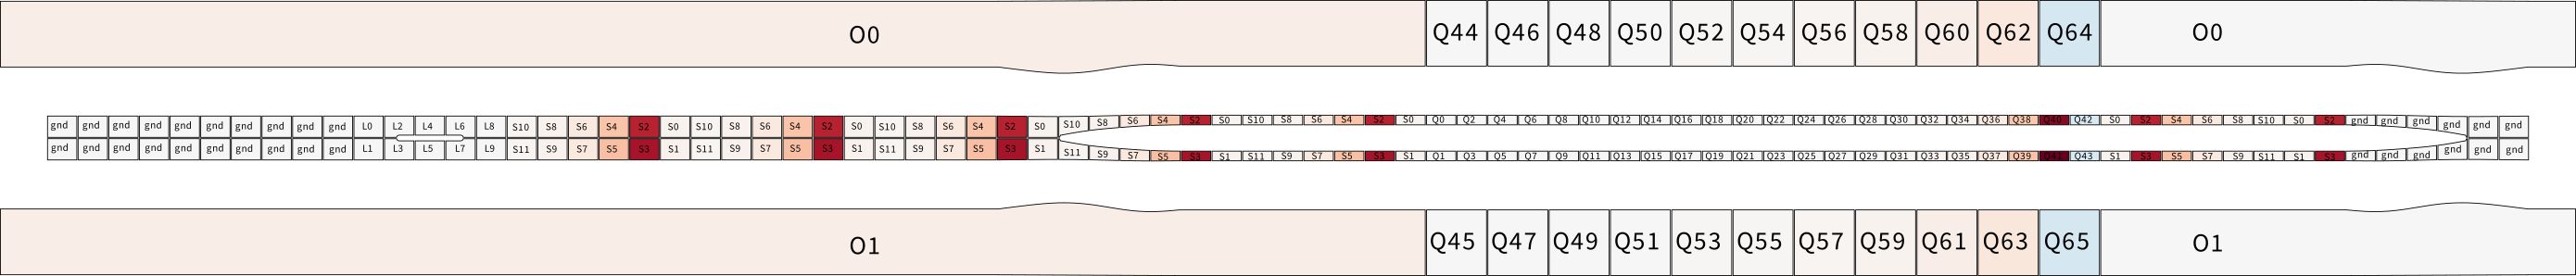 O0 Q44 Q46 Q48 Q50 Q52 Q54 Q56 Q58 Q60 Q62 Q64 O0
gnd gnd gnd gnd gnd gnd gnd gnd gnd gnd L0 L2 L4 L6 L8 S10 S8 S6 S4 S2 S0 S10 S8 S6 S4 S2 S0 S10 S8 S6 S4 S2 S0 S10 S8 S6 S4 S2 S0 S10 S8 S6 S4 S2 S0 Q0 Q2 Q4 Q6 Q8 Q10 Q12 Q14 Q16 Q18 Q20 Q22 Q24 Q26 Q28 Q30 Q32 Q34 Q36 Q38 Q40 Q42 S0 S2 S4 S6 S8 S10 S0 S2 gnd gnd gnd gnd gnd gnd
gnd gnd gnd gnd gnd gnd gnd gnd gnd gnd L1 L3 L5 L7 L9 S11 S9 S7 S5 S3 S1 S11 S9 S7 S5 S3 S1 S11 S9 S7 S5 S3 S1 S11 S9 S7 S5 S3 S1 S11 S9 S7 S5 S3 S1 Q1 Q3 Q5 Q7 Q9 Q11 Q13 Q15 Q17 Q19 Q21 Q23 Q25 Q27 Q29 Q31 Q33 Q35 Q37 Q39 Q41 Q43 S1 S3 S5 S7 S9 S11 S1 S3 gnd gnd gnd gnd gnd gnd
O1 Q45 Q47 Q49 Q51 Q53 Q55 Q57 Q59 Q61 Q63 Q65 O1